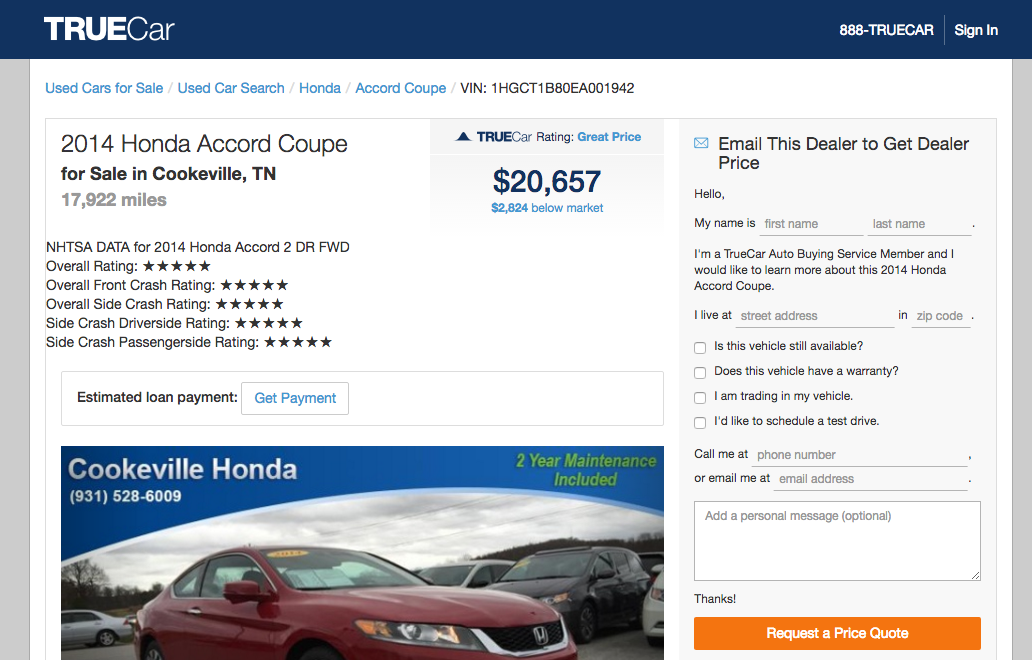 TRUECar
888-TRUECAR
Sign In
Used Cars for Sale / Used Car Search / Honda / Accord Coupe / VIN: 1HGCT1B80EA001942
2014 Honda Accord Coupe
for Sale in Cookeville, TN
17,922 miles
TRUECar Rating: Great Price
$20,657
$2,824 below market
NHTSA DATA for 2014 Honda Accord 2 DR FWD
Overall Rating: ★★★★★
Overall Front Crash Rating: ★★★★★
Overall Side Crash Rating: ★★★★★
Side Crash Driverside Rating: ★★★★★
Side Crash Passengerside Rating: ★★★★★
Estimated loan payment: Get Payment
Cookeville Honda
(931) 528-6009
2 Year Maintenance
Included
2014
Email This Dealer to Get Dealer
Price
Hello,
My name is first name last name .
I'm a TrueCar Auto Buying Service Member and I
would like to learn more about this 2014 Honda
Accord Coupe.
I live at street address in zip code .
Is this vehicle still available?
Does this vehicle have a warranty?
I am trading in my vehicle.
I'd like to schedule a test drive.
Call me at phone number ,
or email me at email address .
Add a personal message (optional)
Thanks!
Request a Price Quote